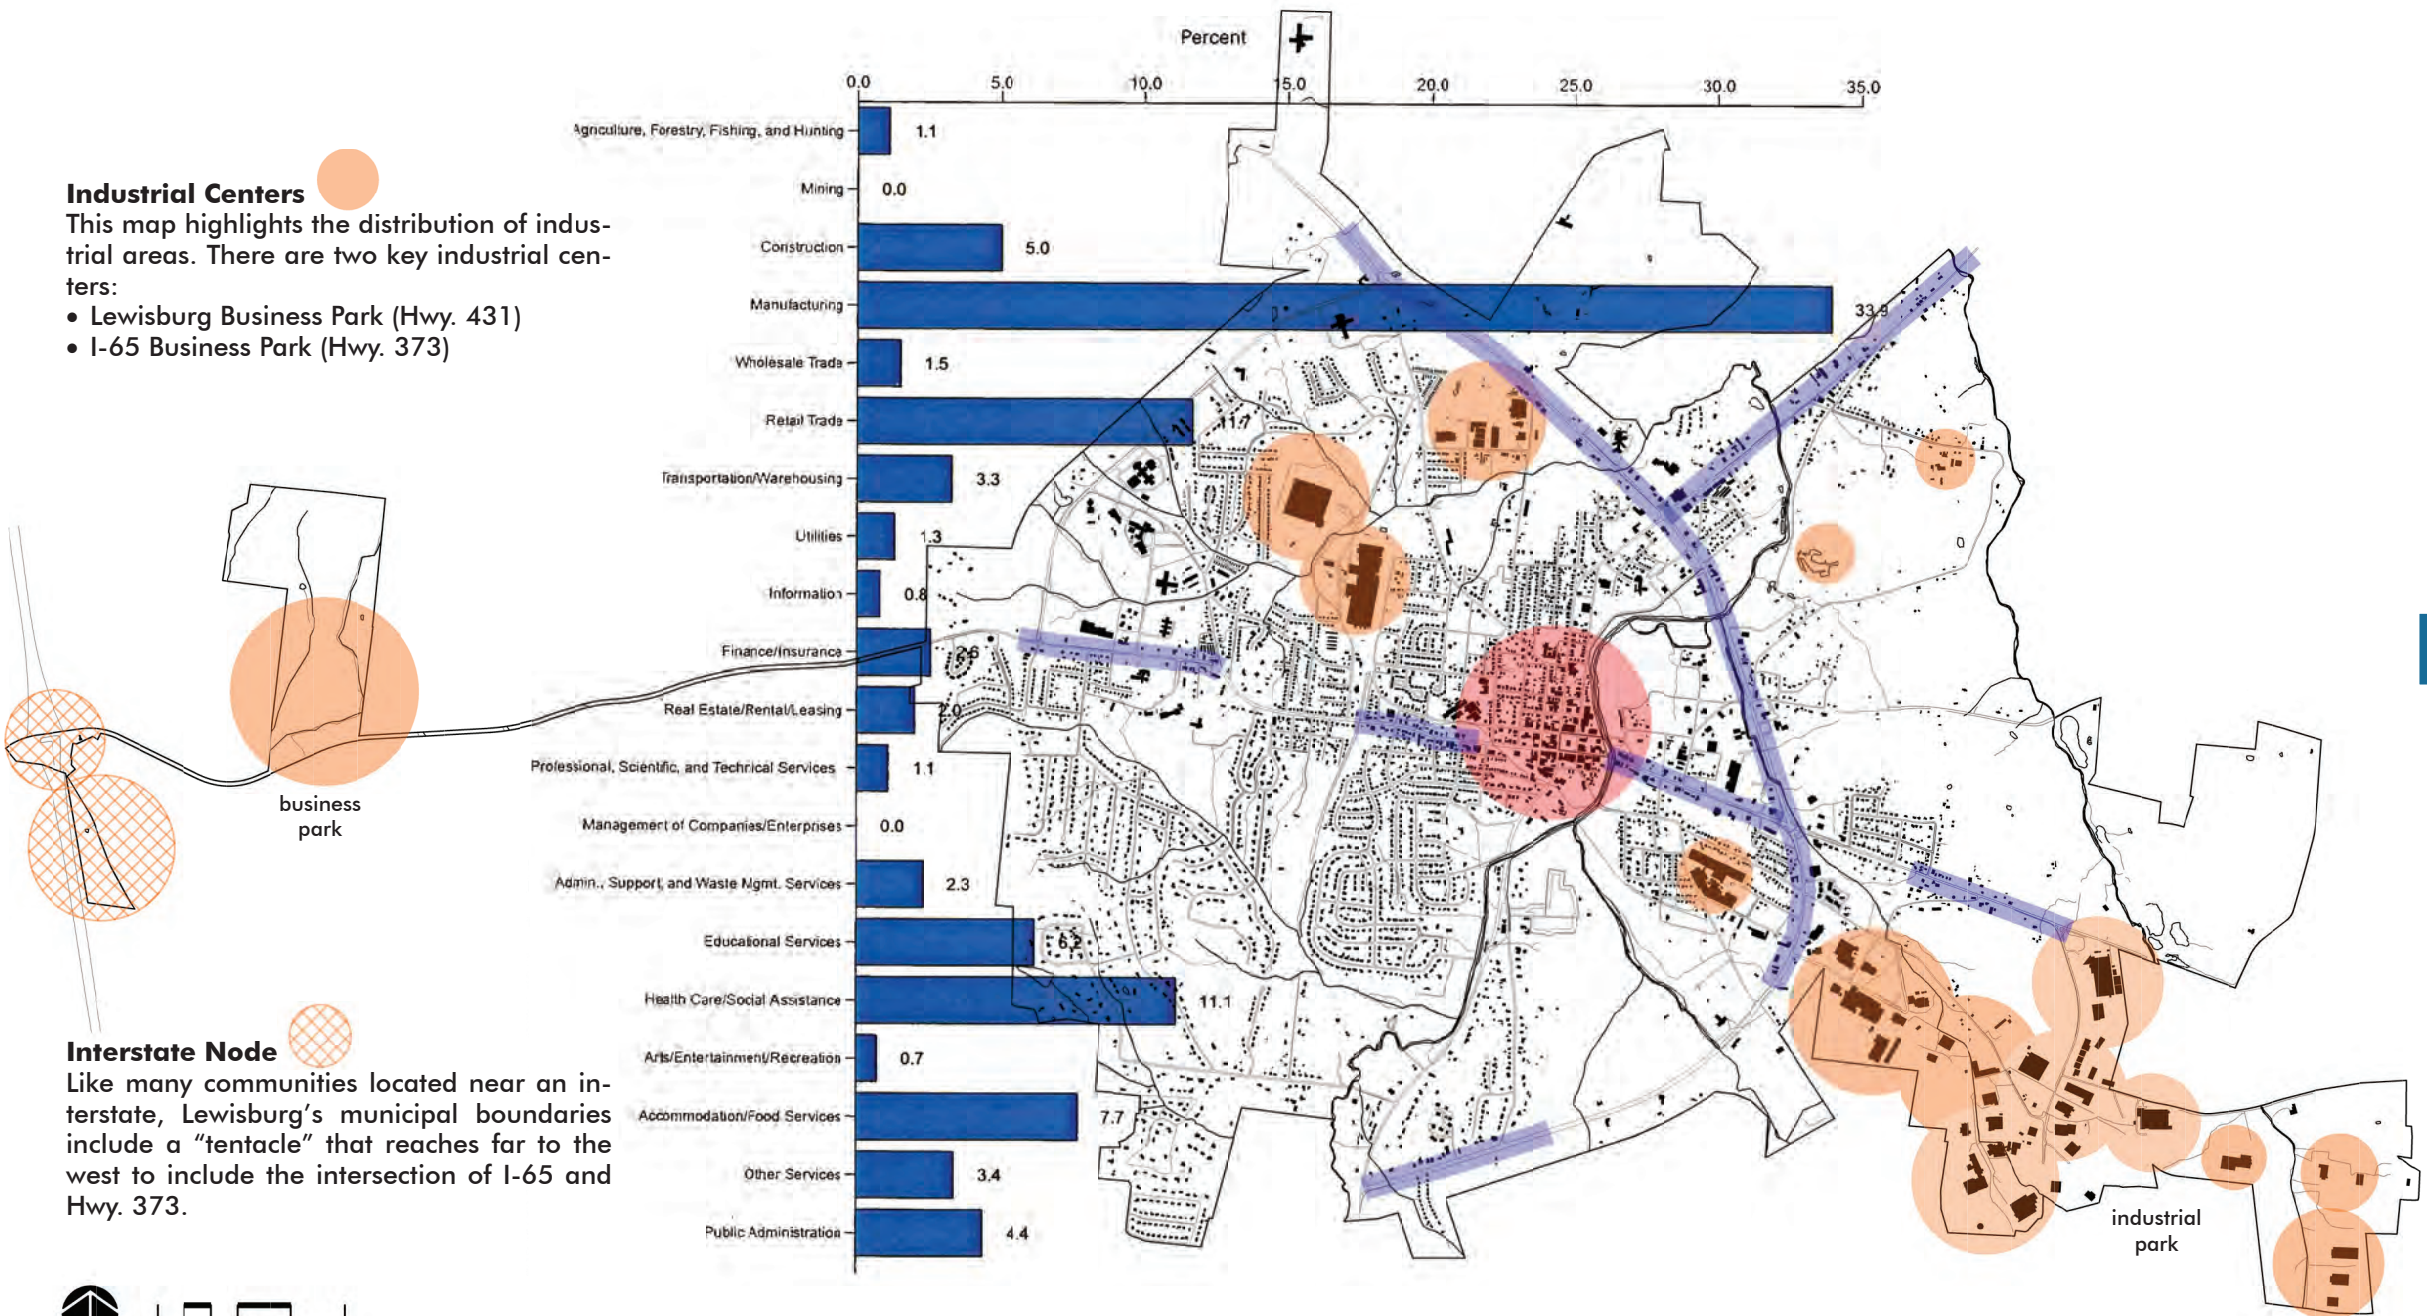 Percent
0.0 5.0 10.0 15.0 20.0 25.0 30.0 35.0
Agriculture, Forestry, Fishing, and Hunting 1.1
Mining 0.0
Construction 5.0
Manufacturing 33.9
Wholesale Trade 1.5
Retail Trade 11.7
Transportation/Warehousing 3.3
Utilities 1.3
Information 0.8
Finance/Insurance 2.6
Real Estate/Rental/Leasing 2.0
Professional, Scientific, and Technical Services 1.1
Management of Companies/Enterprises 0.0
Admin., Support, and Waste Mgmt. Services 2.3
Educational Services 6.2
Health Care/Social Assistance 11.1
Arts/Entertainment/Recreation 0.7
Accommodation/Food Services 7.7
Other Services 3.4
Public Administration 4.4
Industrial Centers
This map highlights the distribution of indus-
trial areas. There are two key industrial cen-
ters:
• Lewisburg Business Park (Hwy. 431)
• I-65 Business Park (Hwy. 373)
business
park
Interstate Node
Like many communities located near an in-
terstate, Lewisburg’s municipal boundaries
include a “tentacle” that reaches far to the
west to include the intersection of I-65 and
Hwy. 373.
industrial
park